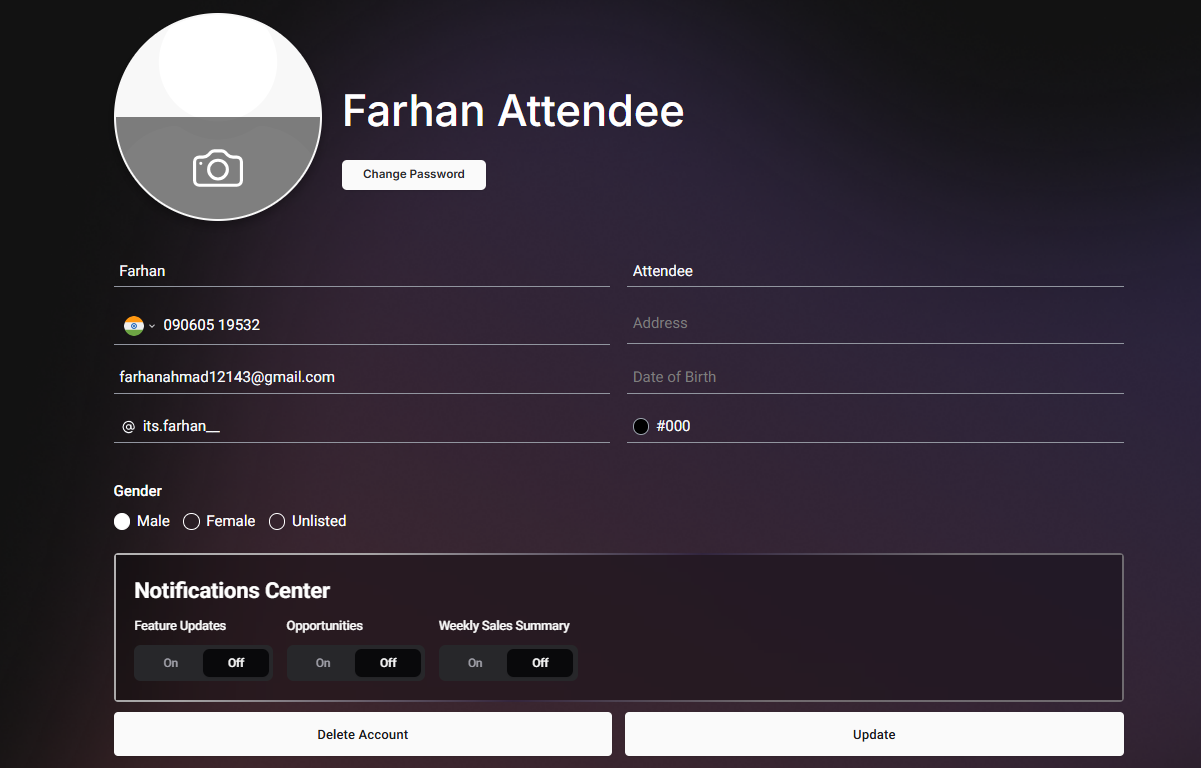 Farhan Attendee
Change Password
Farhan
Attendee
090605 19532
Address
farhanahmad12143@gmail.com
Date of Birth
@ its.farhan__
#000
Gender
Male Female Unlisted
Notifications Center
Feature Updates Opportunities Weekly Sales Summary
On Off On Off On Off
Delete Account
Update